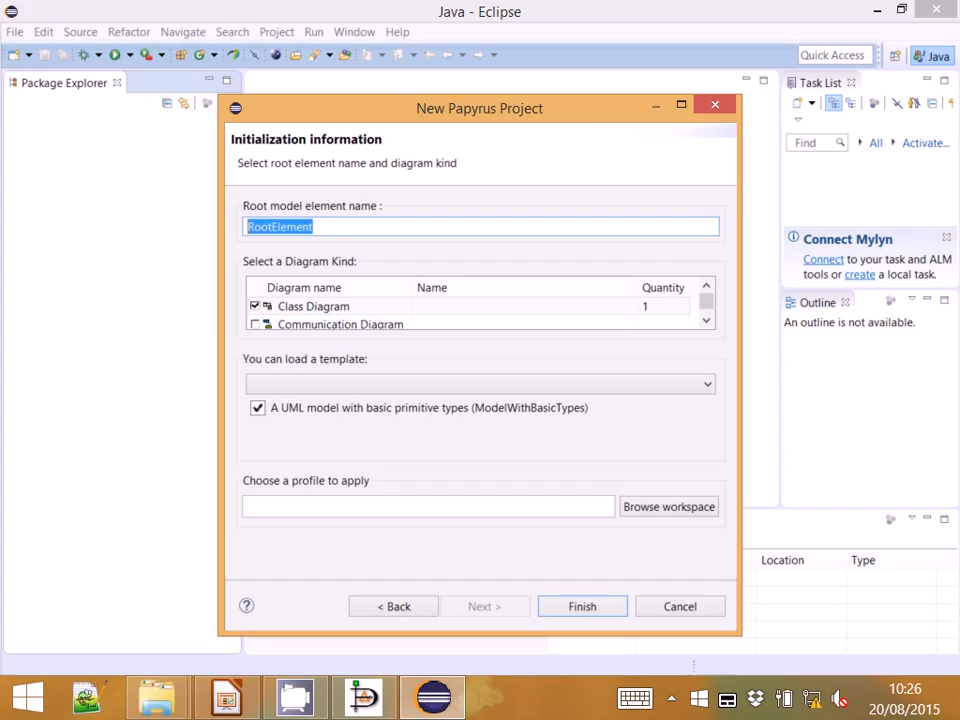 Java - Eclipse
File Edit Source Refactor Navigate Search Project Run Window Help
Quick Access
Java
Package Explorer
Task List
Find
All
Activate...
Connect Mylyn
Connect to your task and ALM
tools or create a local task.
Outline
An outline is not available.
Location Type
New Papyrus Project
Initialization information
Select root element name and diagram kind
Root model element name :
RootElement
Select a Diagram Kind:
Diagram name Name Quantity
Class Diagram 1
Communication Diagram
You can load a template:
A UML model with basic primitive types (ModelWithBasicTypes)
Choose a profile to apply
Browse workspace
< Back Next > Finish Cancel
10:26
20/08/2015